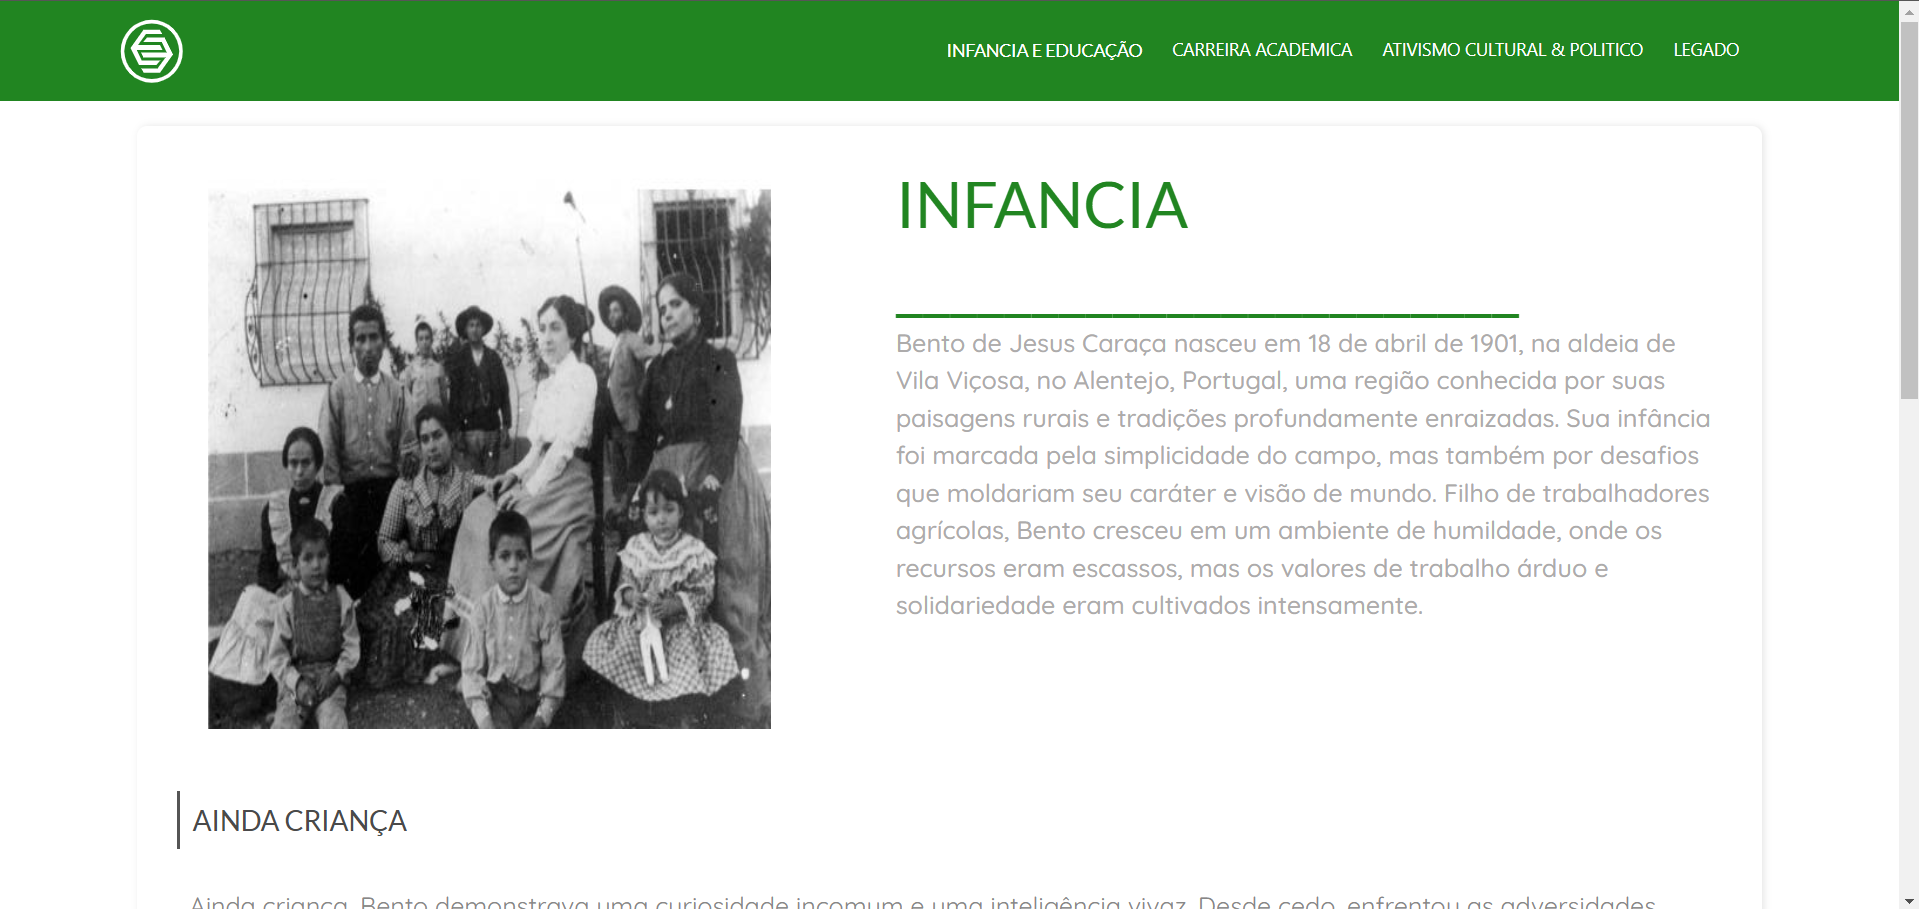 INFANCIA E EDUCAÇÃO CARREIRA ACADEMICA ATIVISMO CULTURAL & POLITICO LEGADO
INFANCIA
Bento de Jesus Caraça nasceu em 18 de abril de 1901, na aldeia de
Vila Viçosa, no Alentejo, Portugal, uma região conhecida por suas
paisagens rurais e tradições profundamente enraizadas. Sua infância
foi marcada pela simplicidade do campo, mas também por desafios
que moldariam seu caráter e visão de mundo. Filho de trabalhadores
agrícolas, Bento cresceu em um ambiente de humildade, onde os
recursos eram escassos, mas os valores de trabalho árduo e
solidariedade eram cultivados intensamente.
AINDA CRIANÇA
Ainda criança, Bento demonstrava uma curiosidade incomum e uma inteligência vivaz. Desde cedo, enfrentou as adversidades